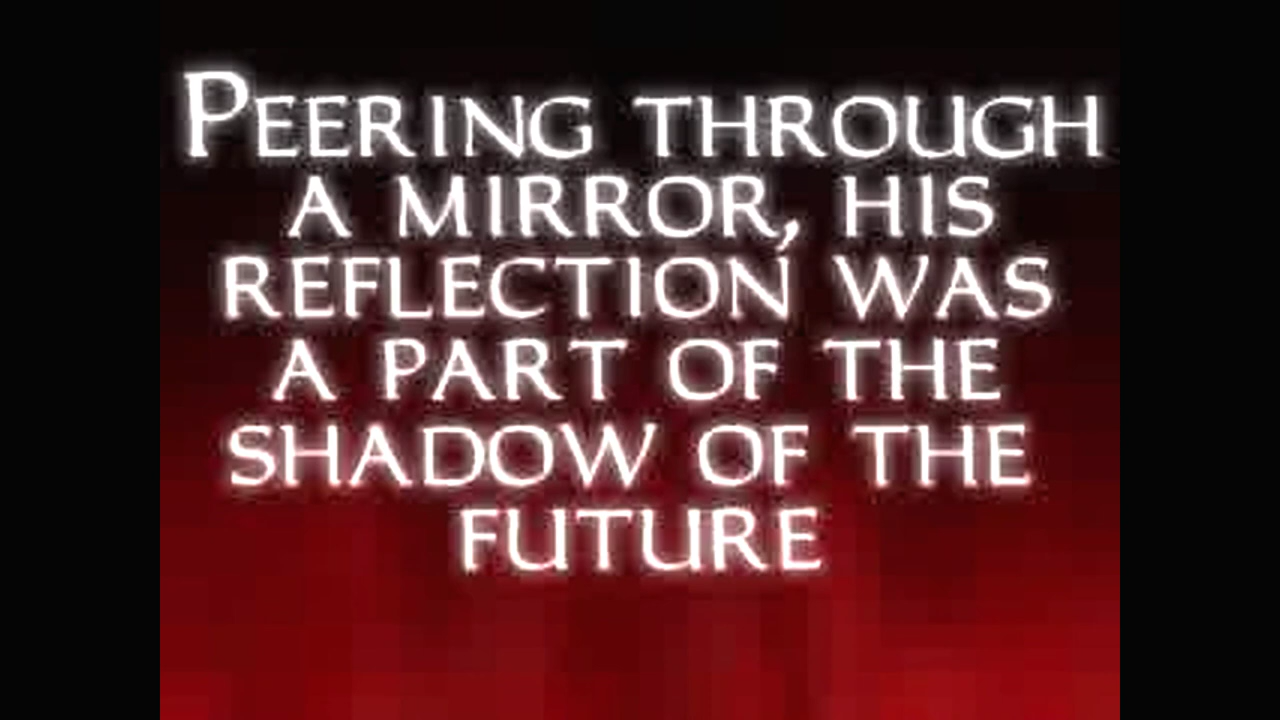 PEERING THROUGH
A MIRROR, HIS
REFLECTION WAS
A PART OF THE
SHADOW OF THE
FUTURE